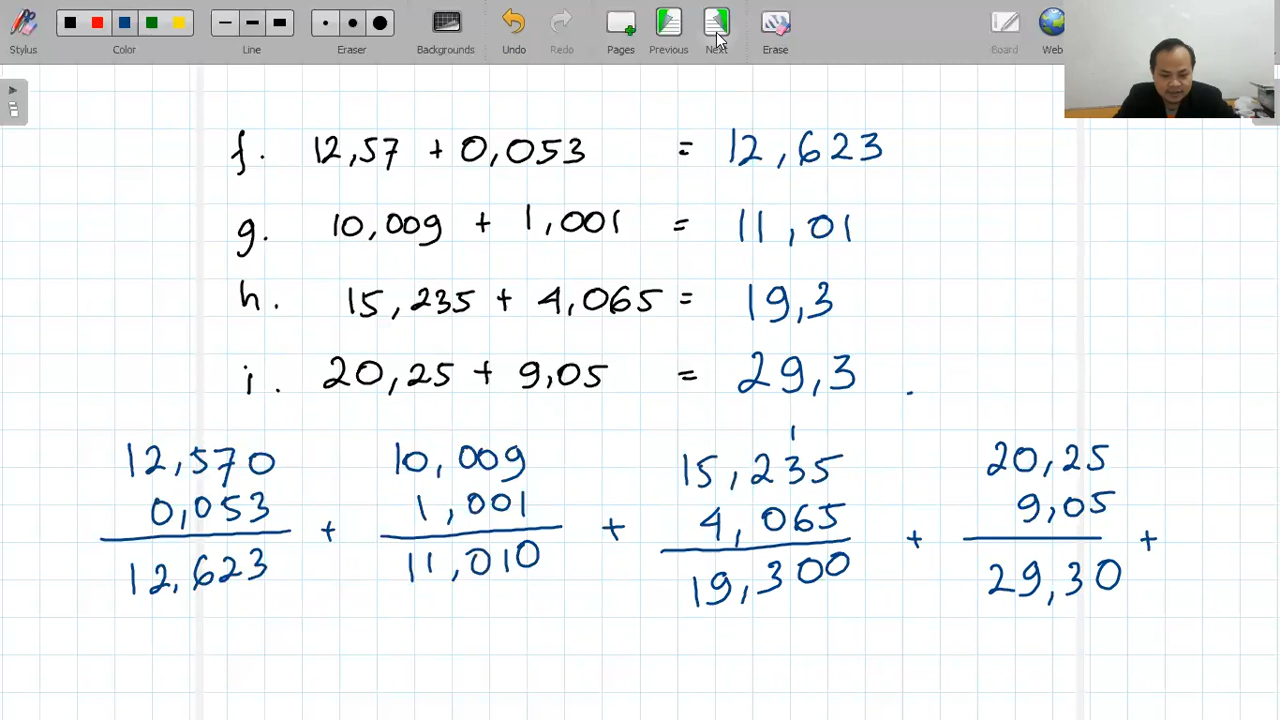 Stylus Color Line Eraser Backgrounds Undo Redo Pages Previous Next Erase Board Web
f. 12,57 + 0,053 = 12,623
g. 10,009 + 1,001 = 11,01
h. 15,235 + 4,065 = 19,3
i. 20,25 + 9,05 = 29,3 .
1
12,570 10,009 15,235 20,25
0,053 + 1,001 + 4,065 + 9,05 +
12,623 11,010 19,300 29,30